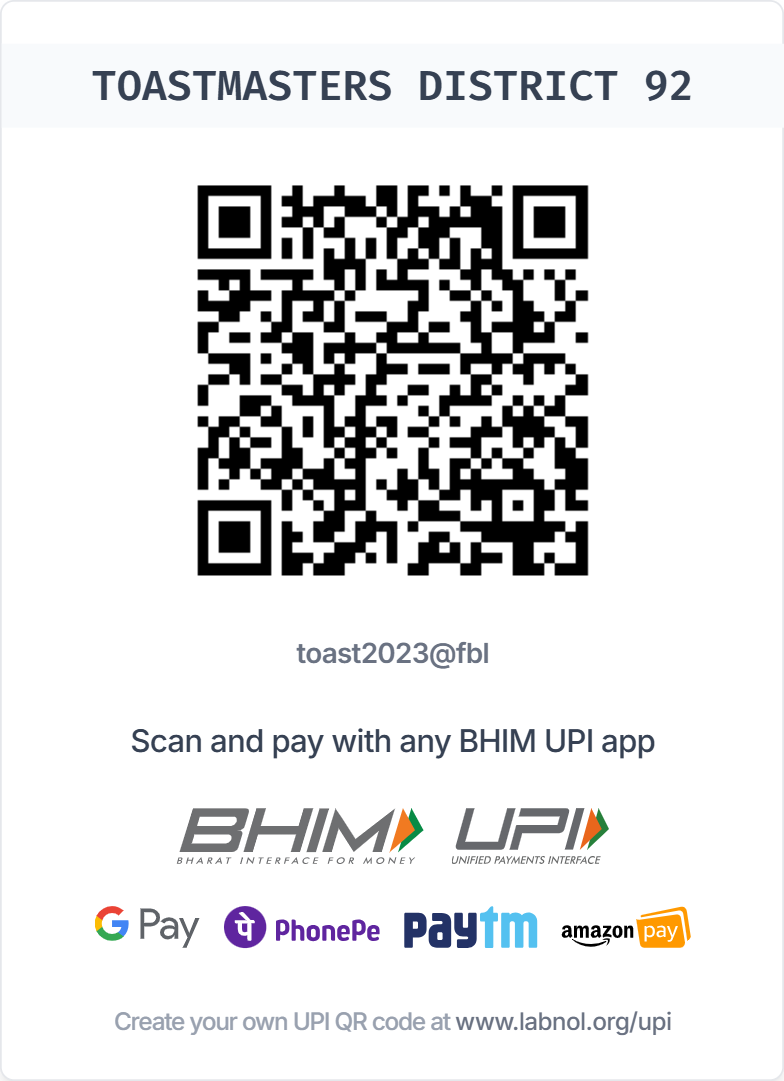 TOASTMASTERS DISTRICT 92
toast2023@fbl
Scan and pay with any BHIM UPI app
BHIM UPI
BHARAT INTERFACE FOR MONEY UNIFIED PAYMENTS INTERFACE
G Pay पे PhonePe paytm amazon pay
Create your own UPI QR code at www.labnol.org/upi